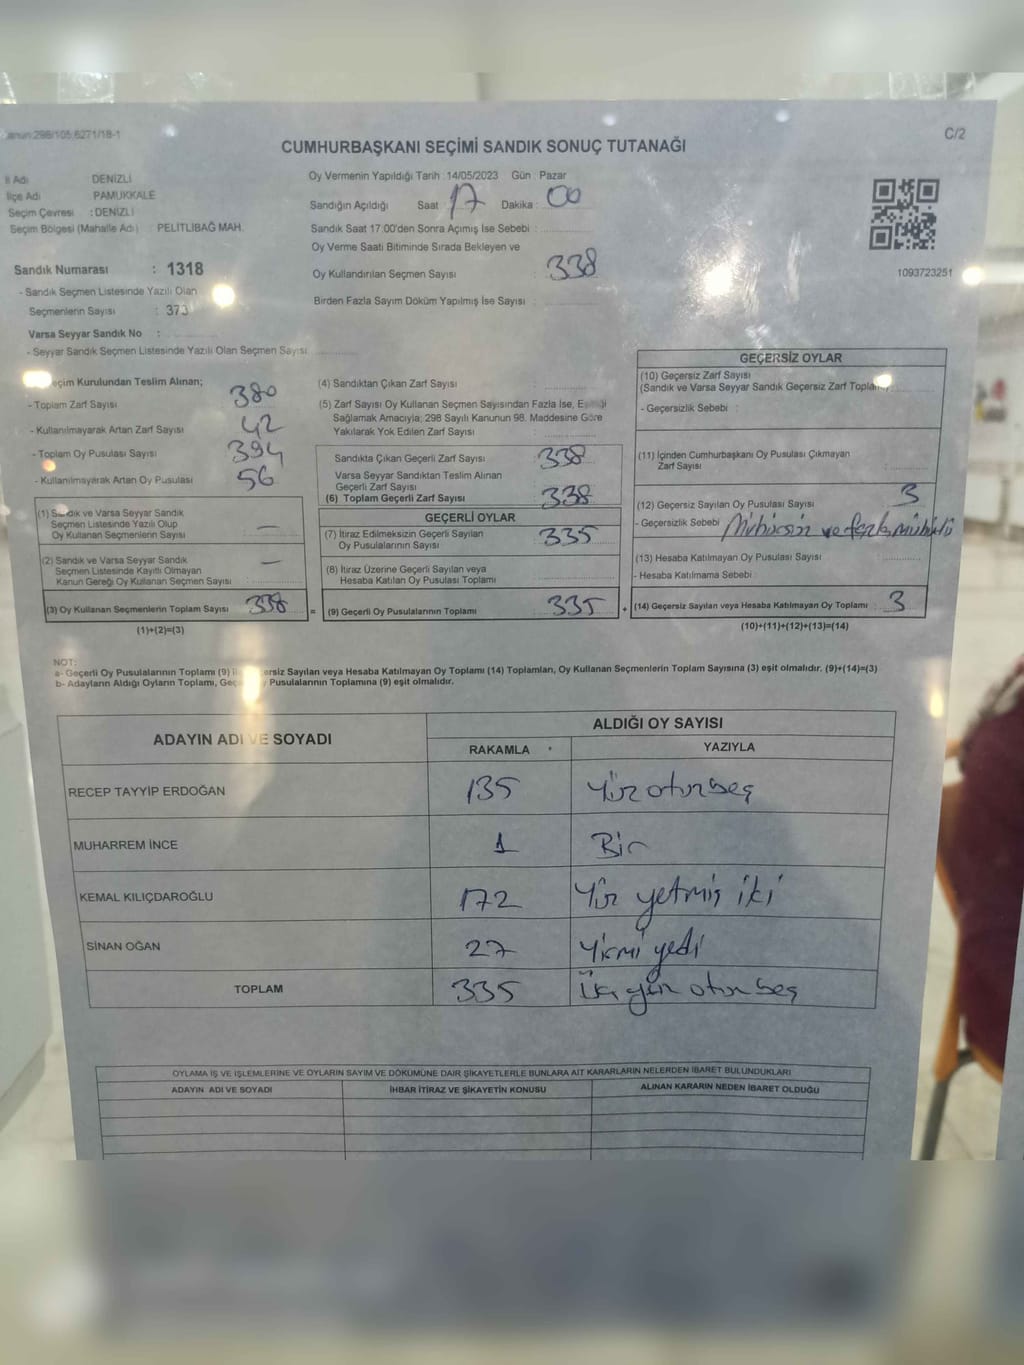 298/105;6271/18-1
C/2
CUMHURBAŞKANI SEÇİMİ SANDIK SONUÇ TUTANAĞI
İl Adı DENİZLİ
İlçe Adı PAMUKKALE
Seçim Çevresi : DENİZLİ
Seçim Bölgesi (Mahalle Adı) : PELİTLİBAĞ MAH.
Sandık Numarası : 1318
- Sandık Seçmen Listesinde Yazılı Olan
Seçmenlerin Sayısı : 373
Varsa Seyyar Sandık No :
- Seyyar Sandık Seçmen Listesinde Yazılı Olan Seçmen Sayısı
Oy Vermenin Yapıldığı Tarih : 14/05/2023 Gün : Pazar
Sandığın Açıldığı Saat : 17 Dakika : 00
Sandık Saat 17.00'den Sonra Açımış İse Sebebi :
Oy Verme Saati Bitiminde Sırada Bekleyen ve
Oy Kullandırılan Seçmen Sayısı : 338
Birden Fazla Sayım Döküm Yapılmış İse Sayısı :
1093723251
Seçim Kurulundan Teslim Alınan;
- Toplam Zarf Sayısı 380
- Kullanılmayarak Artan Zarf Sayısı 42
- Toplam Oy Pusulası Sayısı 394
- Kullanılmayarak Artan Oy Pusulası 56
(1) Sandık ve Varsa Seyyar Sandık
Seçmen Listesinde Yazılı Olup
Oy Kullanan Seçmenlerin Sayısı : —
(2) Sandık ve Varsa Seyyar Sandık
Seçmen Listesinde Kayıtlı Olmayan
Kanun Gereği Oy Kullanan Seçmen Sayısı : —
(3) Oy Kullanan Seçmenlerin Toplam Sayısı 338 =
(1)+(2)=(3)
(4) Sandıktan Çıkan Zarf Sayısı :
(5) Zarf Sayısı Oy Kullanan Seçmen Sayısından Fazla İse, Eşitliği
Sağlamak Amacıyla; 298 Sayılı Kanunun 98. Maddesine Göre
Yakılarak Yok Edilen Zarf Sayısı :
Sandıkta Çıkan Geçerli Zarf Sayısı : 338
Varsa Seyyar Sandıktan Teslim Alınan
Geçerli Zarf Sayısı
(6) Toplam Geçerli Zarf Sayısı : 338
GEÇERLİ OYLAR
(7) İtiraz Edilmeksizin Geçerli Sayılan
Oy Pusulalarının Sayısı : 335
(8) İtiraz Üzerine Geçerli Sayılan veya
Hesaba Katılan Oy Pusulası Toplamı
(9) Geçerli Oy Pusulalarının Toplamı : 335 +
GEÇERSİZ OYLAR
(10) Geçersiz Zarf Sayısı
(Sandık ve Varsa Seyyar Sandık Geçersiz Zarf Toplamı)
- Geçersizlik Sebebi :
(11) İçinden Cumhurbaşkanı Oy Pusulası Çıkmayan
Zarf Sayısı :
(12) Geçersiz Sayılan Oy Pusulası Sayısı : 3
- Geçersizlik Sebebi Mühürsüz ve fazla mühürlü
(13) Hesaba Katılmayan Oy Pusulası Sayısı :
- Hesaba Katılmama Sebebi :
(14) Geçersiz Sayılan veya Hesaba Katılmayan Oy Toplamı : 3
(10)+(11)+(12)+(13)=(14)
NOT:
a- Geçerli Oy Pusulalarının Toplamı (9) ile Geçersiz Sayılan veya Hesaba Katılmayan Oy Toplamı (14) Toplamları, Oy Kullanan Seçmenlerin Toplam Sayısına (3) eşit olmalıdır. (9)+(14)=(3)
b- Adayların Aldığı Oyların Toplamı, Geçerli Oy Pusulalarının Toplamına (9) eşit olmalıdır.
ADAYIN ADI VE SOYADI
ALDIĞI OY SAYISI
RAKAMLA YAZIYLA
RECEP TAYYİP ERDOĞAN 135 Yüz otuz beş
MUHARREM İNCE 1 Bir
KEMAL KILIÇDAROĞLU 172 Yüz yetmiş iki
SİNAN OĞAN 27 Yirmi yedi
TOPLAM 335 Üç yüz otuz beş
OYLAMA İŞ VE İŞLEMLERİNE VE OYLARIN SAYIM VE DÖKÜMÜNE DAİR ŞİKAYETLERLE BUNLARA AİT KARARLARIN NELERDEN İBARET BULUNDUKLARI
ADAYIN ADI VE SOYADI İHBAR İTİRAZ VE ŞİKAYETİN KONUSU ALINAN KARARIN NEDEN İBARET OLDUĞU